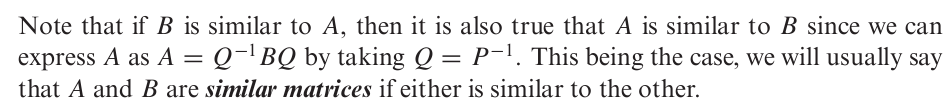 Note that if B is similar to A, then it is also true that A is similar to B since we can
express A as A = Q⁻¹BQ by taking Q = P⁻¹. This being the case, we will usually say
that A and B are similar matrices if either is similar to the other.